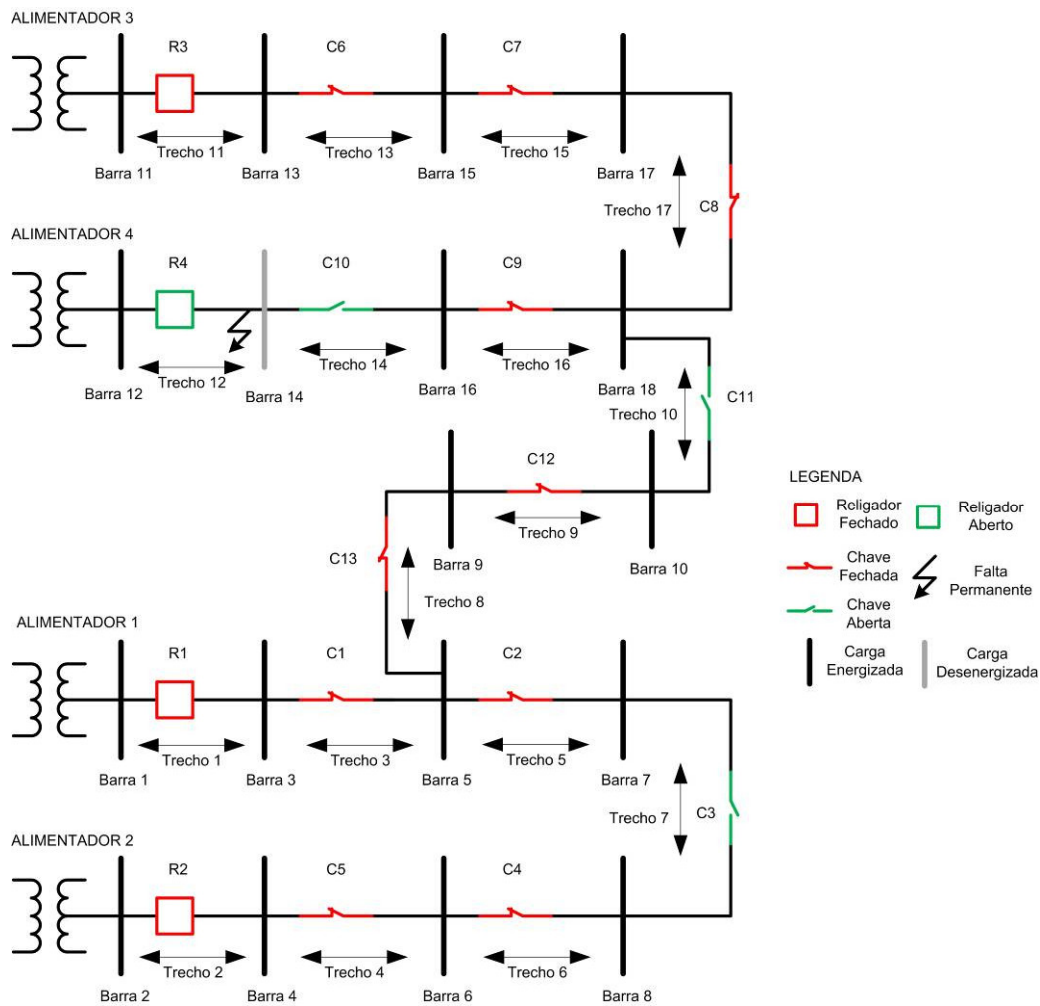 ALIMENTADOR 3
R3
C6
C7
Trecho 11
Trecho 13
Trecho 15
Barra 11
Barra 13
Barra 15
Barra 17
Trecho 17
C8
ALIMENTADOR 4
R4
C10
C9
Trecho 12
Trecho 14
Trecho 16
Barra 12
Barra 14
Barra 16
Barra 18
Trecho 10
C11
C12
Trecho 9
C13
Barra 9
Barra 10
Trecho 8
LEGENDA
Religador
Fechado
Religador
Aberto
Chave
Fechada
Falta
Permanente
Chave
Aberta
Carga
Energizada
Carga
Desenergizada
ALIMENTADOR 1
R1
C1
C2
Trecho 1
Trecho 3
Trecho 5
Barra 1
Barra 3
Barra 5
Barra 7
Trecho 7
C3
ALIMENTADOR 2
R2
C5
C4
Trecho 2
Trecho 4
Trecho 6
Barra 2
Barra 4
Barra 6
Barra 8